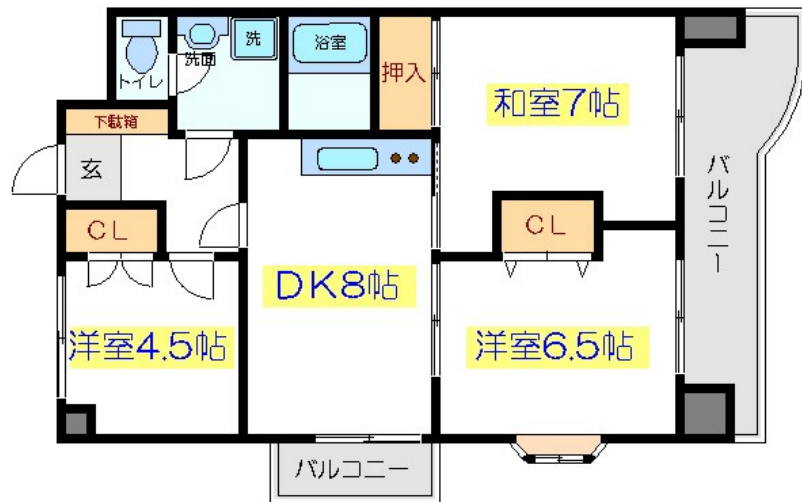 トイレ
洗面
洗
浴室
押入
和室7帖
下駄箱
玄
バルコニー
CL
CL
DK8帖
洋室4.5帖
洋室6.5帖
バルコニー